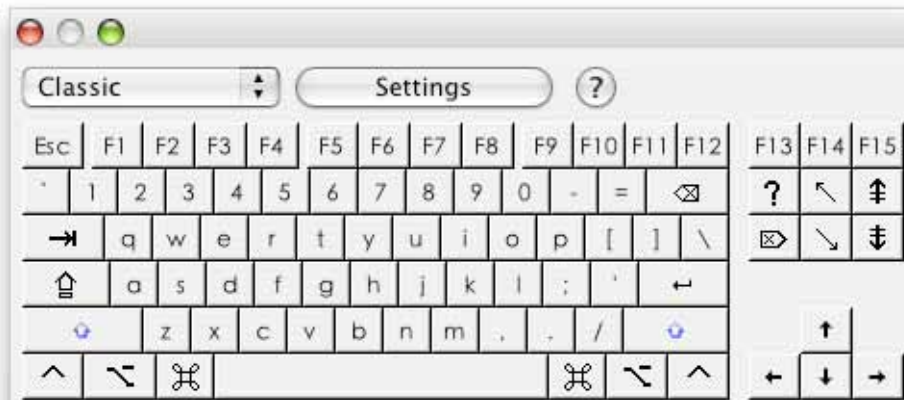 Classic Settings ?
Esc F1 F2 F3 F4 F5 F6 F7 F8 F9 F10 F11 F12 F13 F14 F15
` 1 2 3 4 5 6 7 8 9 0 - = ⌫ ? ↖ ⇞
⇥ q w e r t y u i o p [ ] \ ⌦ ↘ ⇟
⇪ a s d f g h j k l ; ' ↩
⇧ z x c v b n m , . / ⇧ ↑
⌃ ⌥ ⌘ ⌘ ⌥ ⌃ ← ↓ →